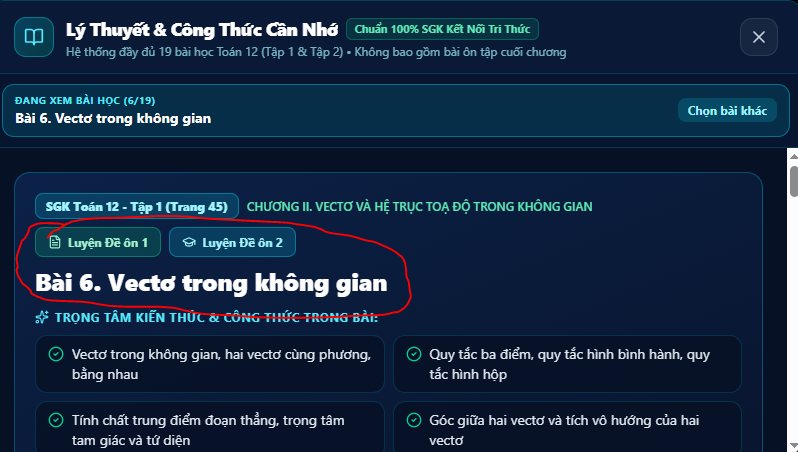 Lý Thuyết & Công Thức Cần Nhớ
Chuẩn 100% SGK Kết Nối Tri Thức
Hệ thống đầy đủ 19 bài học Toán 12 (Tập 1 & Tập 2) • Không bao gồm bài ôn tập cuối chương
ĐANG XEM BÀI HỌC (6/19)
Bài 6. Vectơ trong không gian
Chọn bài khác
SGK Toán 12 - Tập 1 (Trang 45)
CHƯƠNG II. VECTƠ VÀ HỆ TRỤC TOẠ ĐỘ TRONG KHÔNG GIAN
Luyện Đề ôn 1
Luyện Đề ôn 2
Bài 6. Vectơ trong không gian
TRỌNG TÂM KIẾN THỨC & CÔNG THỨC TRONG BÀI:
Vectơ trong không gian, hai vectơ cùng phương,
bằng nhau
Quy tắc ba điểm, quy tắc hình bình hành, quy
tắc hình hộp
Tính chất trung điểm đoạn thẳng, trọng tâm
tam giác và tứ diện
Góc giữa hai vectơ và tích vô hướng của hai
vectơ